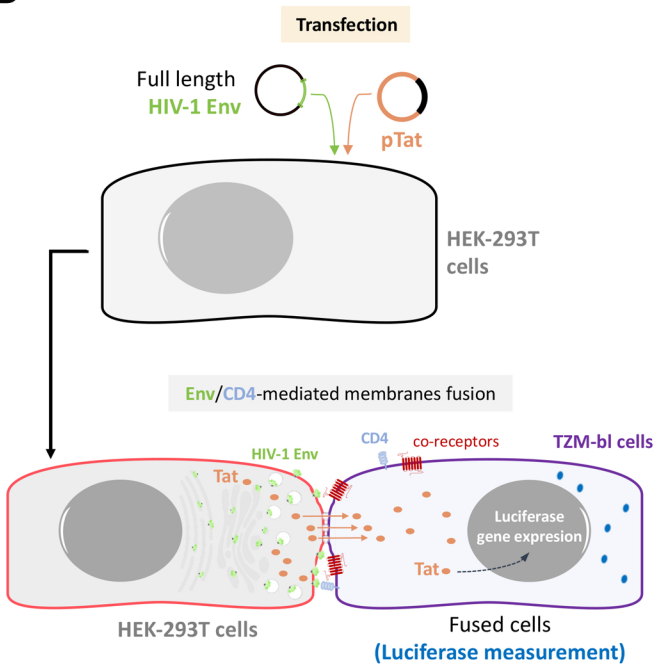 Transfection
Full length
HIV-1 Env
pTat
HEK-293T
cells
Env/CD4-mediated membranes fusion
HIV-1 Env
CD4
co-receptors
TZM-bl cells
Tat
Luciferase
gene expresion
Tat
HEK-293T cells
Fused cells
(Luciferase measurement)